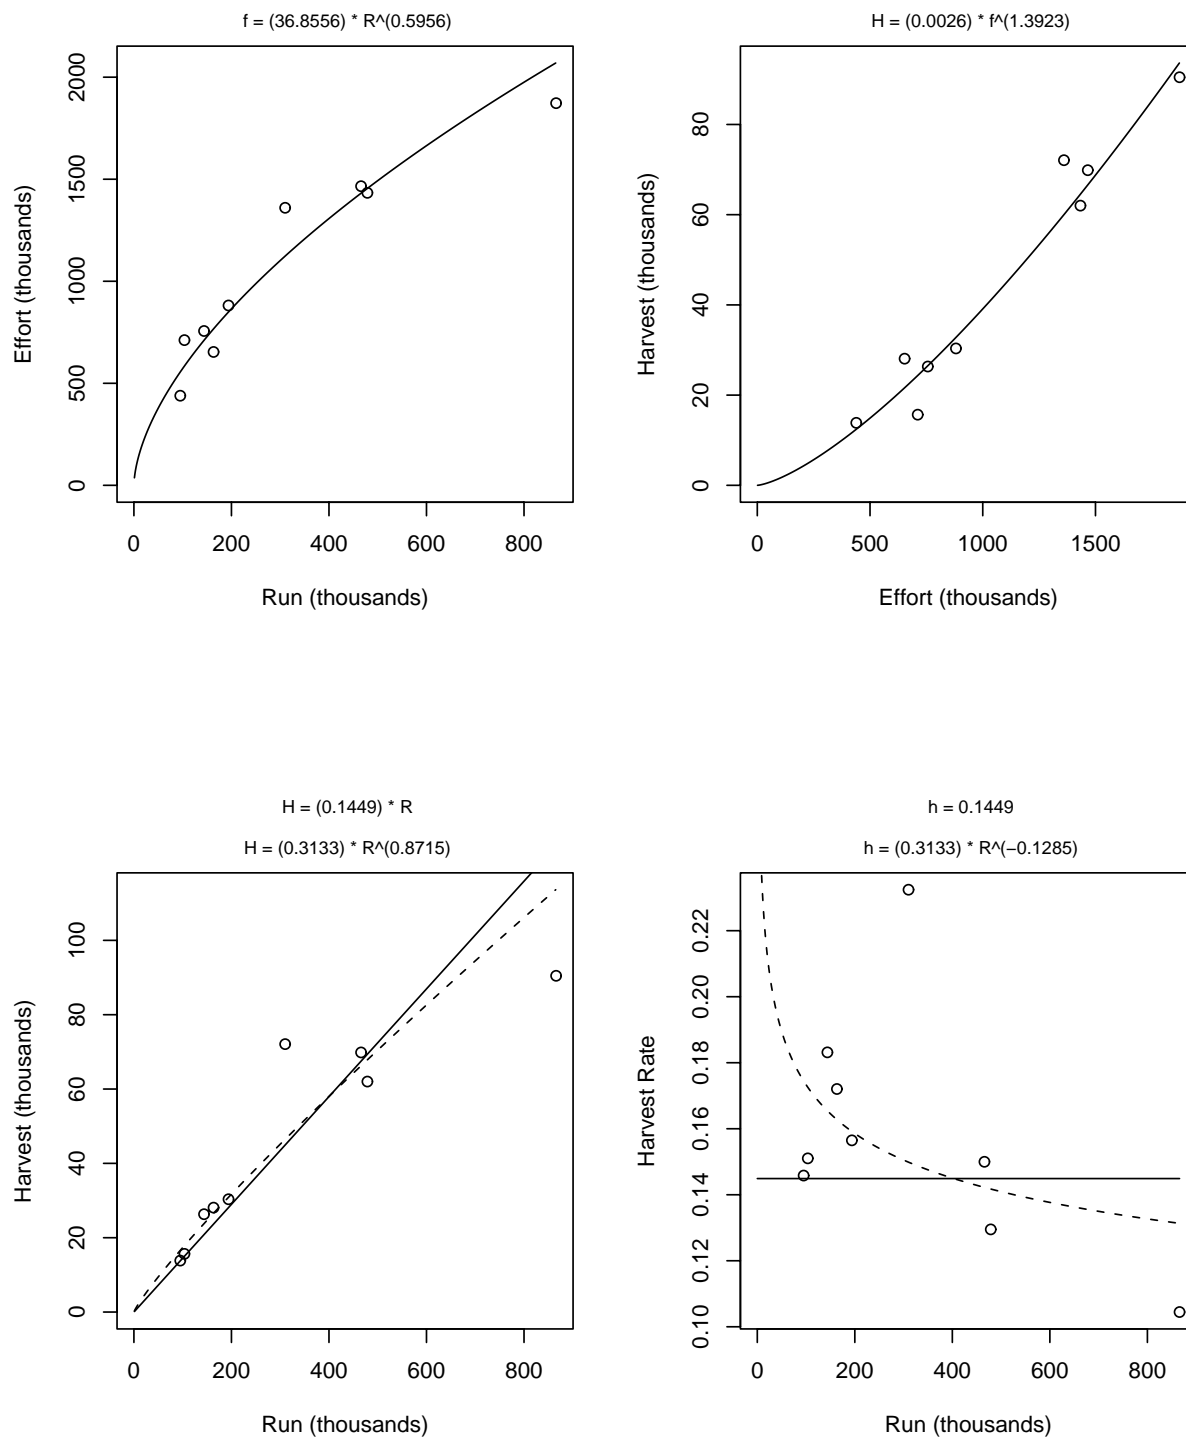 f = (36.8556) * R^(0.5956)
Effort (thousands)
2000
1500
1000
500
0
0 200 400 600 800
Run (thousands)
H = (0.0026) * f^(1.3923)
Harvest (thousands)
80
60
40
20
0
0 500 1000 1500
Effort (thousands)
H = (0.1449) * R
H = (0.3133) * R^(0.8715)
Harvest (thousands)
100
80
60
40
20
0
0 200 400 600 800
Run (thousands)
h = 0.1449
h = (0.3133) * R^(−0.1285)
Harvest Rate
0.22
0.20
0.18
0.16
0.14
0.12
0.10
0 200 400 600 800
Run (thousands)